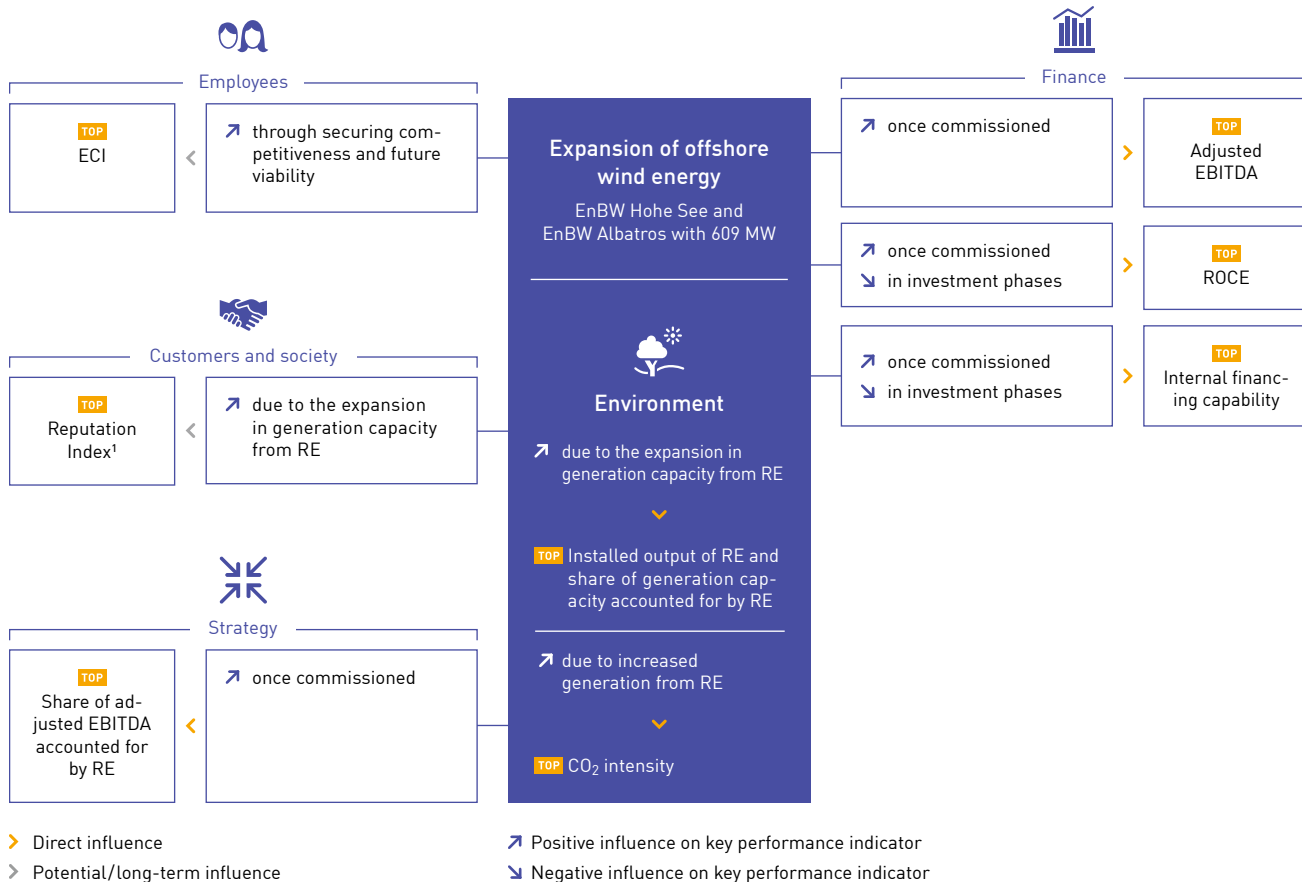 Employees
TOP
ECI
through securing com-
petitiveness and future
viability
Customers and society
TOP
Reputation
Index¹
due to the expansion
in generation capacity
from RE
Strategy
TOP
Share of ad-
justed EBITDA
accounted for
by RE
once commissioned
Expansion of offshore
wind energy
EnBW Hohe See and
EnBW Albatros with 609 MW
Environment
due to the expansion in
generation capacity from RE
TOP Installed output of RE and
share of generation cap-
acity accounted for by RE
due to increased
generation from RE
TOP CO₂ intensity
Finance
once commissioned
TOP
Adjusted
EBITDA
once commissioned
in investment phases
TOP
ROCE
once commissioned
in investment phases
TOP
Internal financ-
ing capability
Direct influence
Potential/long-term influence
Positive influence on key performance indicator
Negative influence on key performance indicator